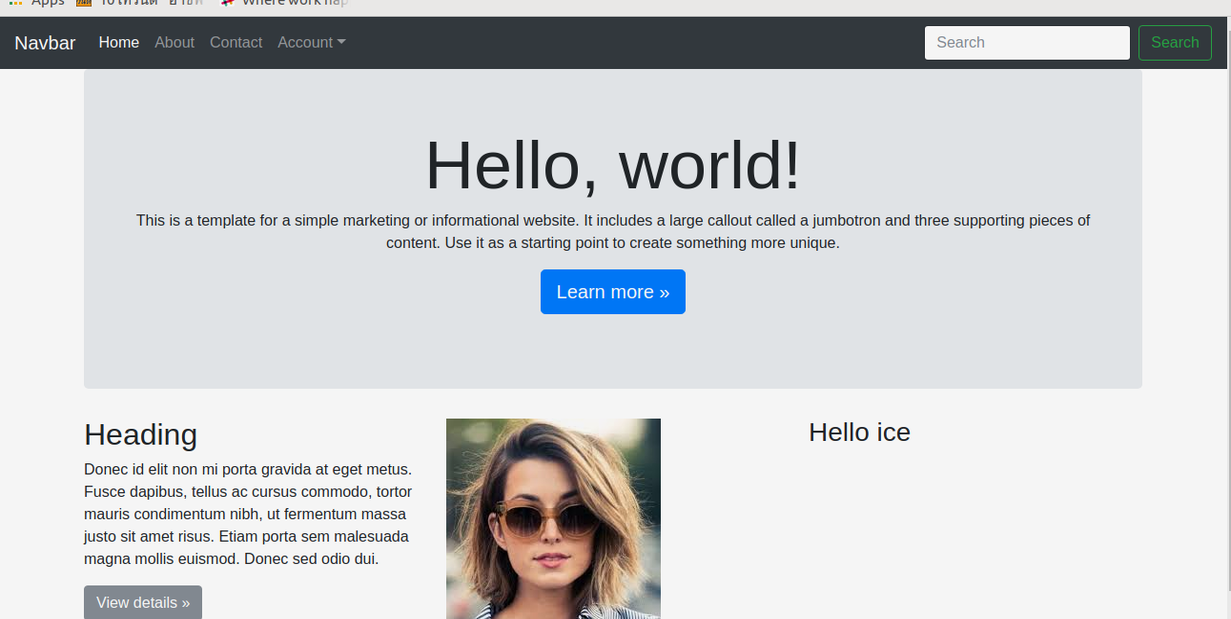 Apps
Navbar Home About Contact Account Search Search
Hello, world!
This is a template for a simple marketing or informational website. It includes a large callout called a jumbotron and three supporting pieces of
content. Use it as a starting point to create something more unique.
Learn more »
Heading
Donec id elit non mi porta gravida at eget metus.
Fusce dapibus, tellus ac cursus commodo, tortor
mauris condimentum nibh, ut fermentum massa
justo sit amet risus. Etiam porta sem malesuada
magna mollis euismod. Donec sed odio dui.
View details »
Hello ice